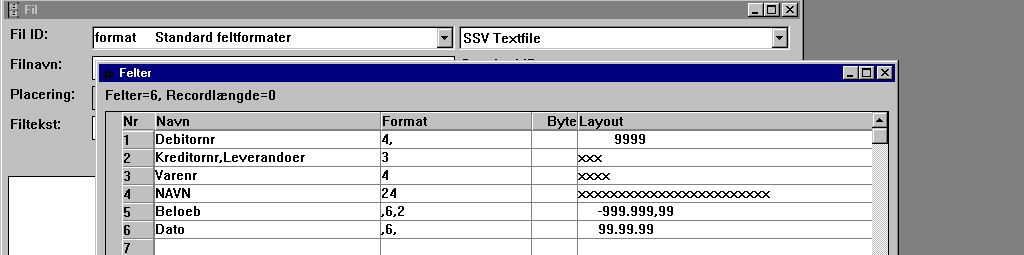 Fil
Fil ID: format Standard feltformater SSV Textfile
Filnavn:
Felter
Placering:
Felter=6, Recordlængde=0
Filtekst:
Nr Navn Format Byte Layout
1 Debitornr 4, 9999
2 Kreditornr,Leverandoer 3 xxx
3 Varenr 4 xxxx
4 NAVN 24 xxxxxxxxxxxxxxxxxxxxxxxx
5 Beloeb ,6,2 -999.999,99
6 Dato ,6, 99.99.99
7